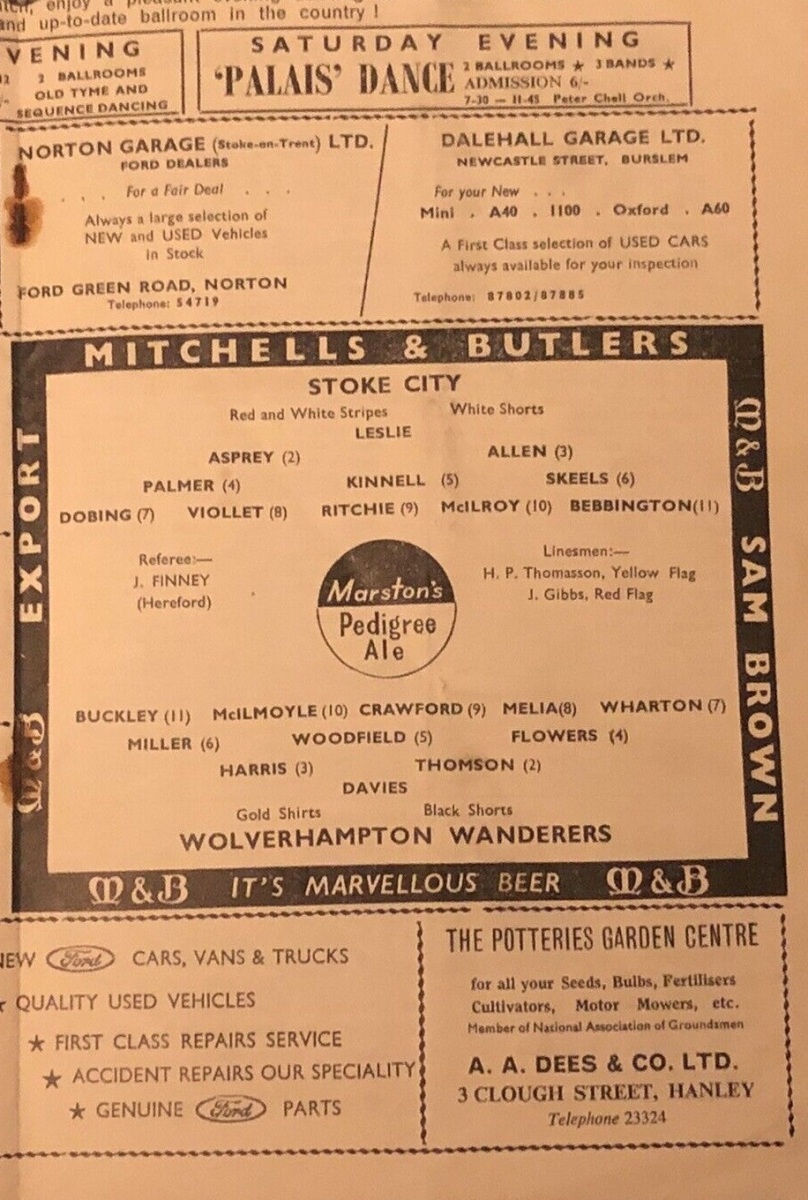 enjoy a pleasant evening
and up-to-date ballroom in the country !
VENING
2 BALLROOMS
OLD TYME AND
SEQUENCE DANCING
SATURDAY EVENING
'PALAIS' DANCE 2 BALLROOMS ★ 3 BANDS ★
ADMISSION 6/-
7-30 — 11-45 Peter Chell Orch.
NORTON GARAGE (Stoke-on-Trent) LTD.
FORD DEALERS
. . . For a Fair Deal . . .
Always a large selection of
NEW and USED Vehicles
in Stock
FORD GREEN ROAD, NORTON
Telephone: 54719
DALEHALL GARAGE LTD.
NEWCASTLE STREET, BURSLEM
For your New . . .
Mini . A40 . 1100 . Oxford . A60
A First Class selection of USED CARS
always available for your inspection
Telephone: 87802/87885
MITCHELLS & BUTLERS
M&B EXPORT
M&B SAM BROWN
STOKE CITY
Red and White Stripes White Shorts
LESLIE
ASPREY (2) ALLEN (3)
PALMER (4) KINNELL (5) SKEELS (6)
DOBING (7) VIOLLET (8) RITCHIE (9) McILROY (10) BEBBINGTON(11)
Referee:—
J. FINNEY
(Hereford)
Marston's
Pedigree
Ale
Linesmen:—
H. P. Thomasson, Yellow Flag
J. Gibbs, Red Flag
BUCKLEY (11) McILMOYLE (10) CRAWFORD (9) MELIA(8) WHARTON (7)
MILLER (6) WOODFIELD (5) FLOWERS (4)
HARRIS (3) THOMSON (2)
DAVIES
Gold Shirts Black Shorts
WOLVERHAMPTON WANDERERS
M&B IT'S MARVELLOUS BEER M&B
NEW Ford CARS, VANS & TRUCKS
★ QUALITY USED VEHICLES
★ FIRST CLASS REPAIRS SERVICE
★ ACCIDENT REPAIRS OUR SPECIALITY
★ GENUINE Ford PARTS
THE POTTERIES GARDEN CENTRE
for all your Seeds, Bulbs, Fertilisers
Cultivators, Motor Mowers, etc.
Member of National Association of Groundsmen
A. A. DEES & CO. LTD.
3 CLOUGH STREET, HANLEY
Telephone 23324